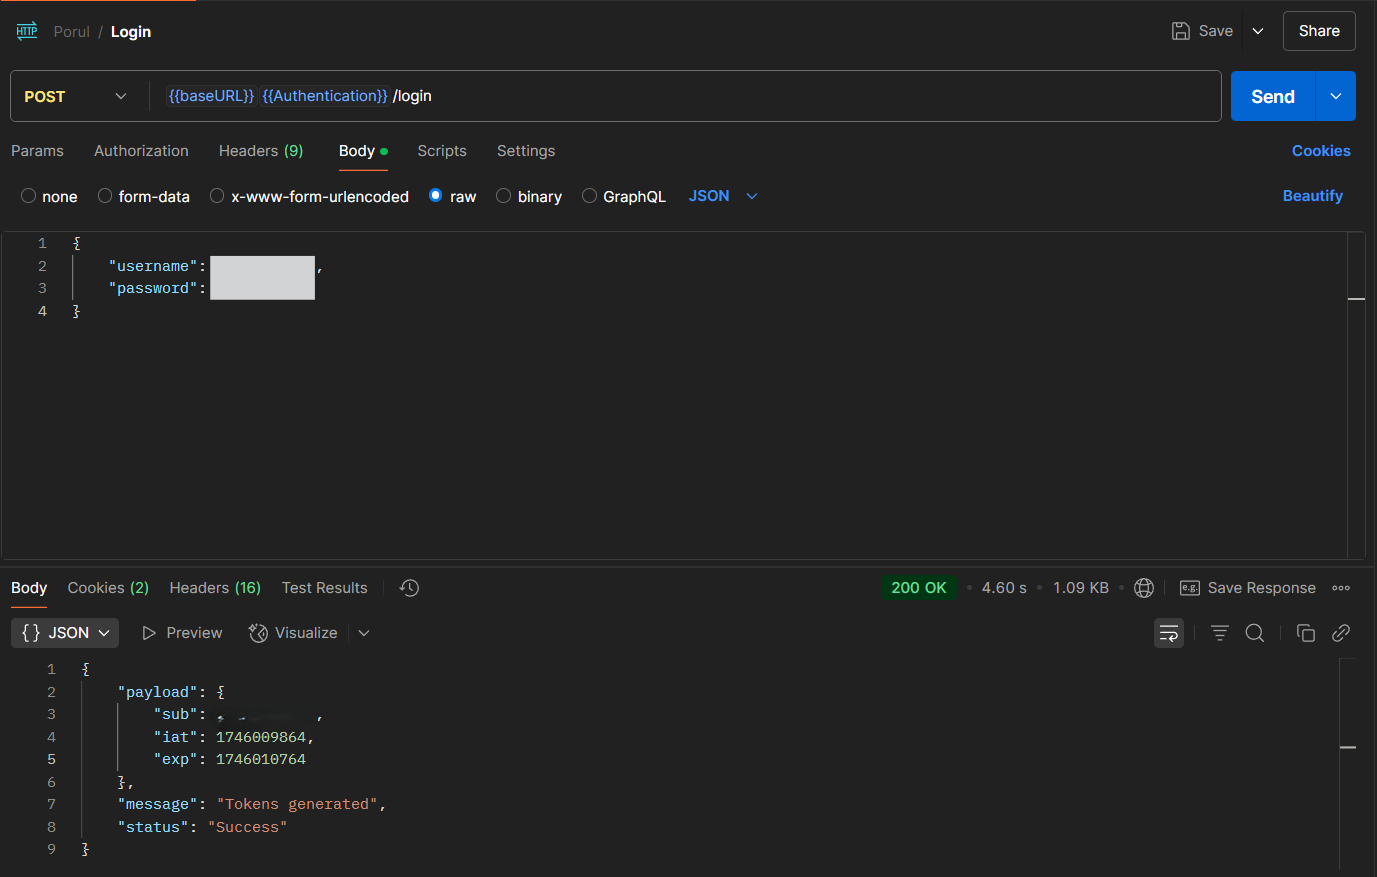 HTTP Porul / Login Save Share
POST {{baseURL}} {{Authentication}} /login Send
Params Authorization Headers (9) Body Scripts Settings Cookies
none form-data x-www-form-urlencoded raw binary GraphQL JSON Beautify
1 {
2 "username": ,
3 "password":
4 }
Body Cookies (2) Headers (16) Test Results 200 OK • 4.60 s • 1.09 KB • e.g. Save Response
{} JSON Preview Visualize
1 {
2 "payload": {
3 "sub": ,
4 "iat": 1746009864,
5 "exp": 1746010764
6 },
7 "message": "Tokens generated",
8 "status": "Success"
9 }